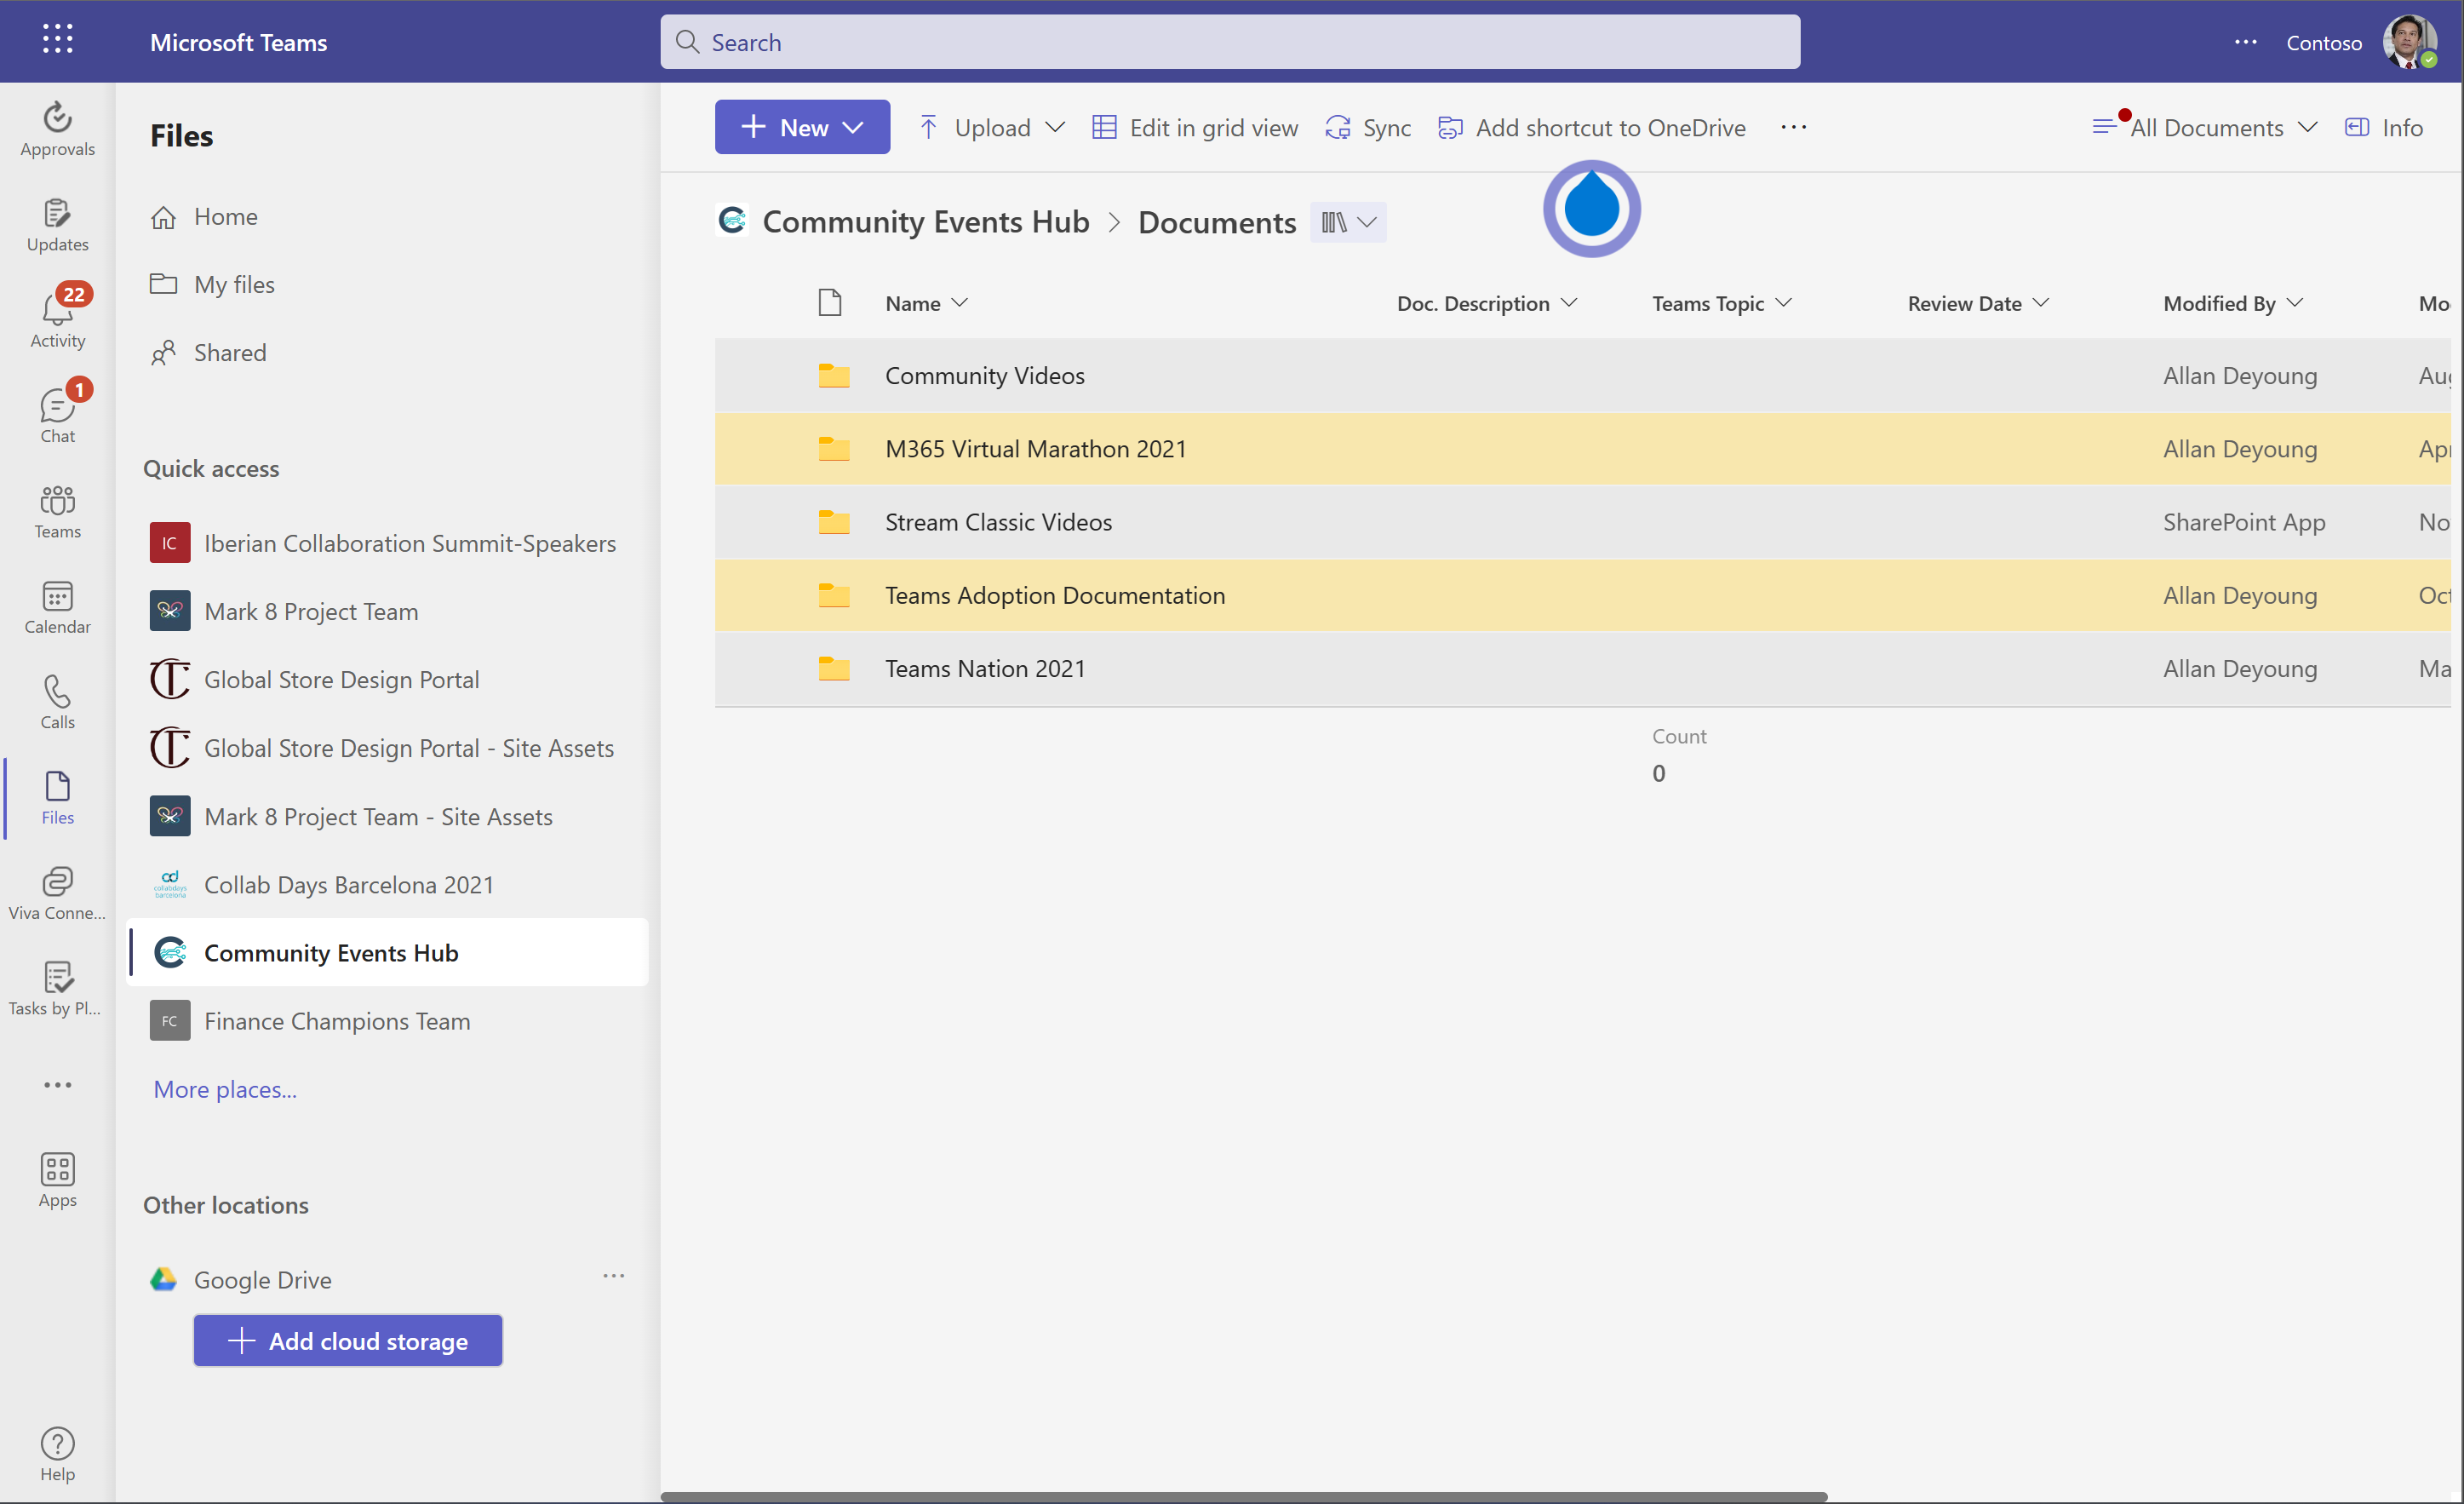 Microsoft Teams
Search
Contoso
Approvals
Updates
22
Activity
1
Chat
Teams
Calendar
Calls
Files
Viva Conne...
Tasks by Pl...
Apps
Help
Files
Home
My files
Shared
Quick access
IC Iberian Collaboration Summit-Speakers
Mark 8 Project Team
Global Store Design Portal
Global Store Design Portal - Site Assets
Mark 8 Project Team - Site Assets
collabdays
barcelona
Collab Days Barcelona 2021
Community Events Hub
FC Finance Champions Team
More places...
Other locations
Google Drive
Add cloud storage
New Upload Edit in grid view Sync Add shortcut to OneDrive All Documents Info
Community Events Hub > Documents
Name Doc. Description Teams Topic Review Date Modified By Mo
Community Videos Allan Deyoung Aug
M365 Virtual Marathon 2021 Allan Deyoung Apr
Stream Classic Videos SharePoint App No
Teams Adoption Documentation Allan Deyoung Oct
Teams Nation 2021 Allan Deyoung Ma
Count
0